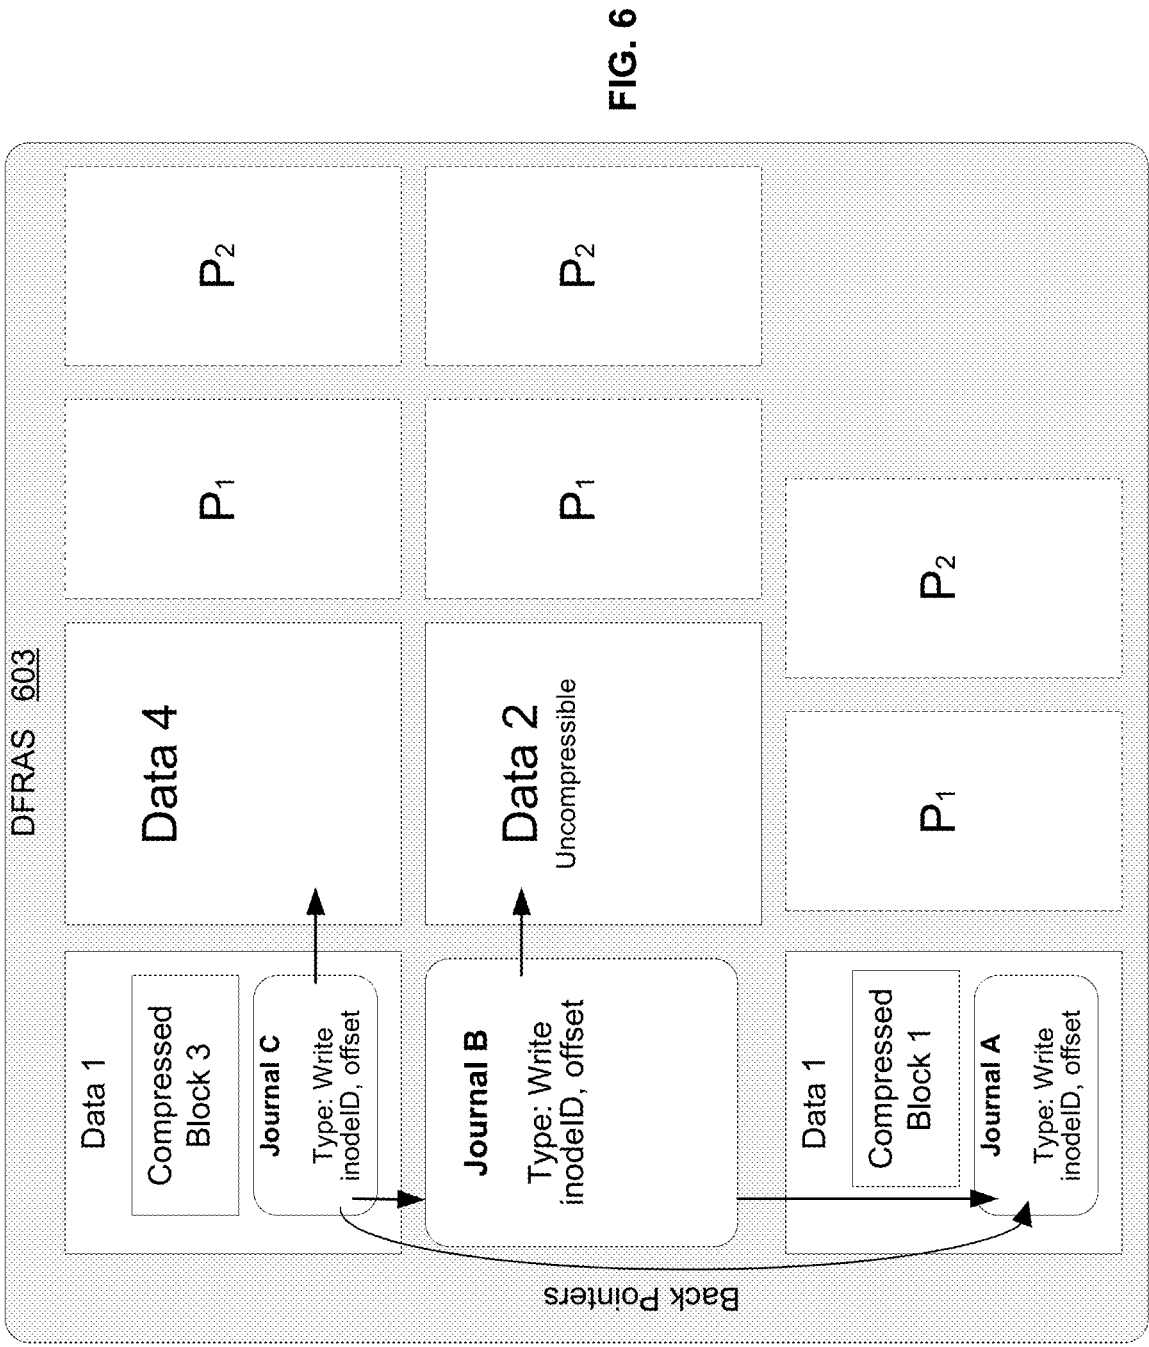 DFRAS 603
Data 1
Compressed
Block 3
Journal C
Type: Write
inodeID, offset
Data 4
P1
P2
Journal B
Type: Write
inodeID, offset
Data 2
Uncompressible
P1
P2
Data 1
Compressed
Block 1
Journal A
Type: Write
inodeID, offset
P1
P2
Back Pointers
FIG. 6